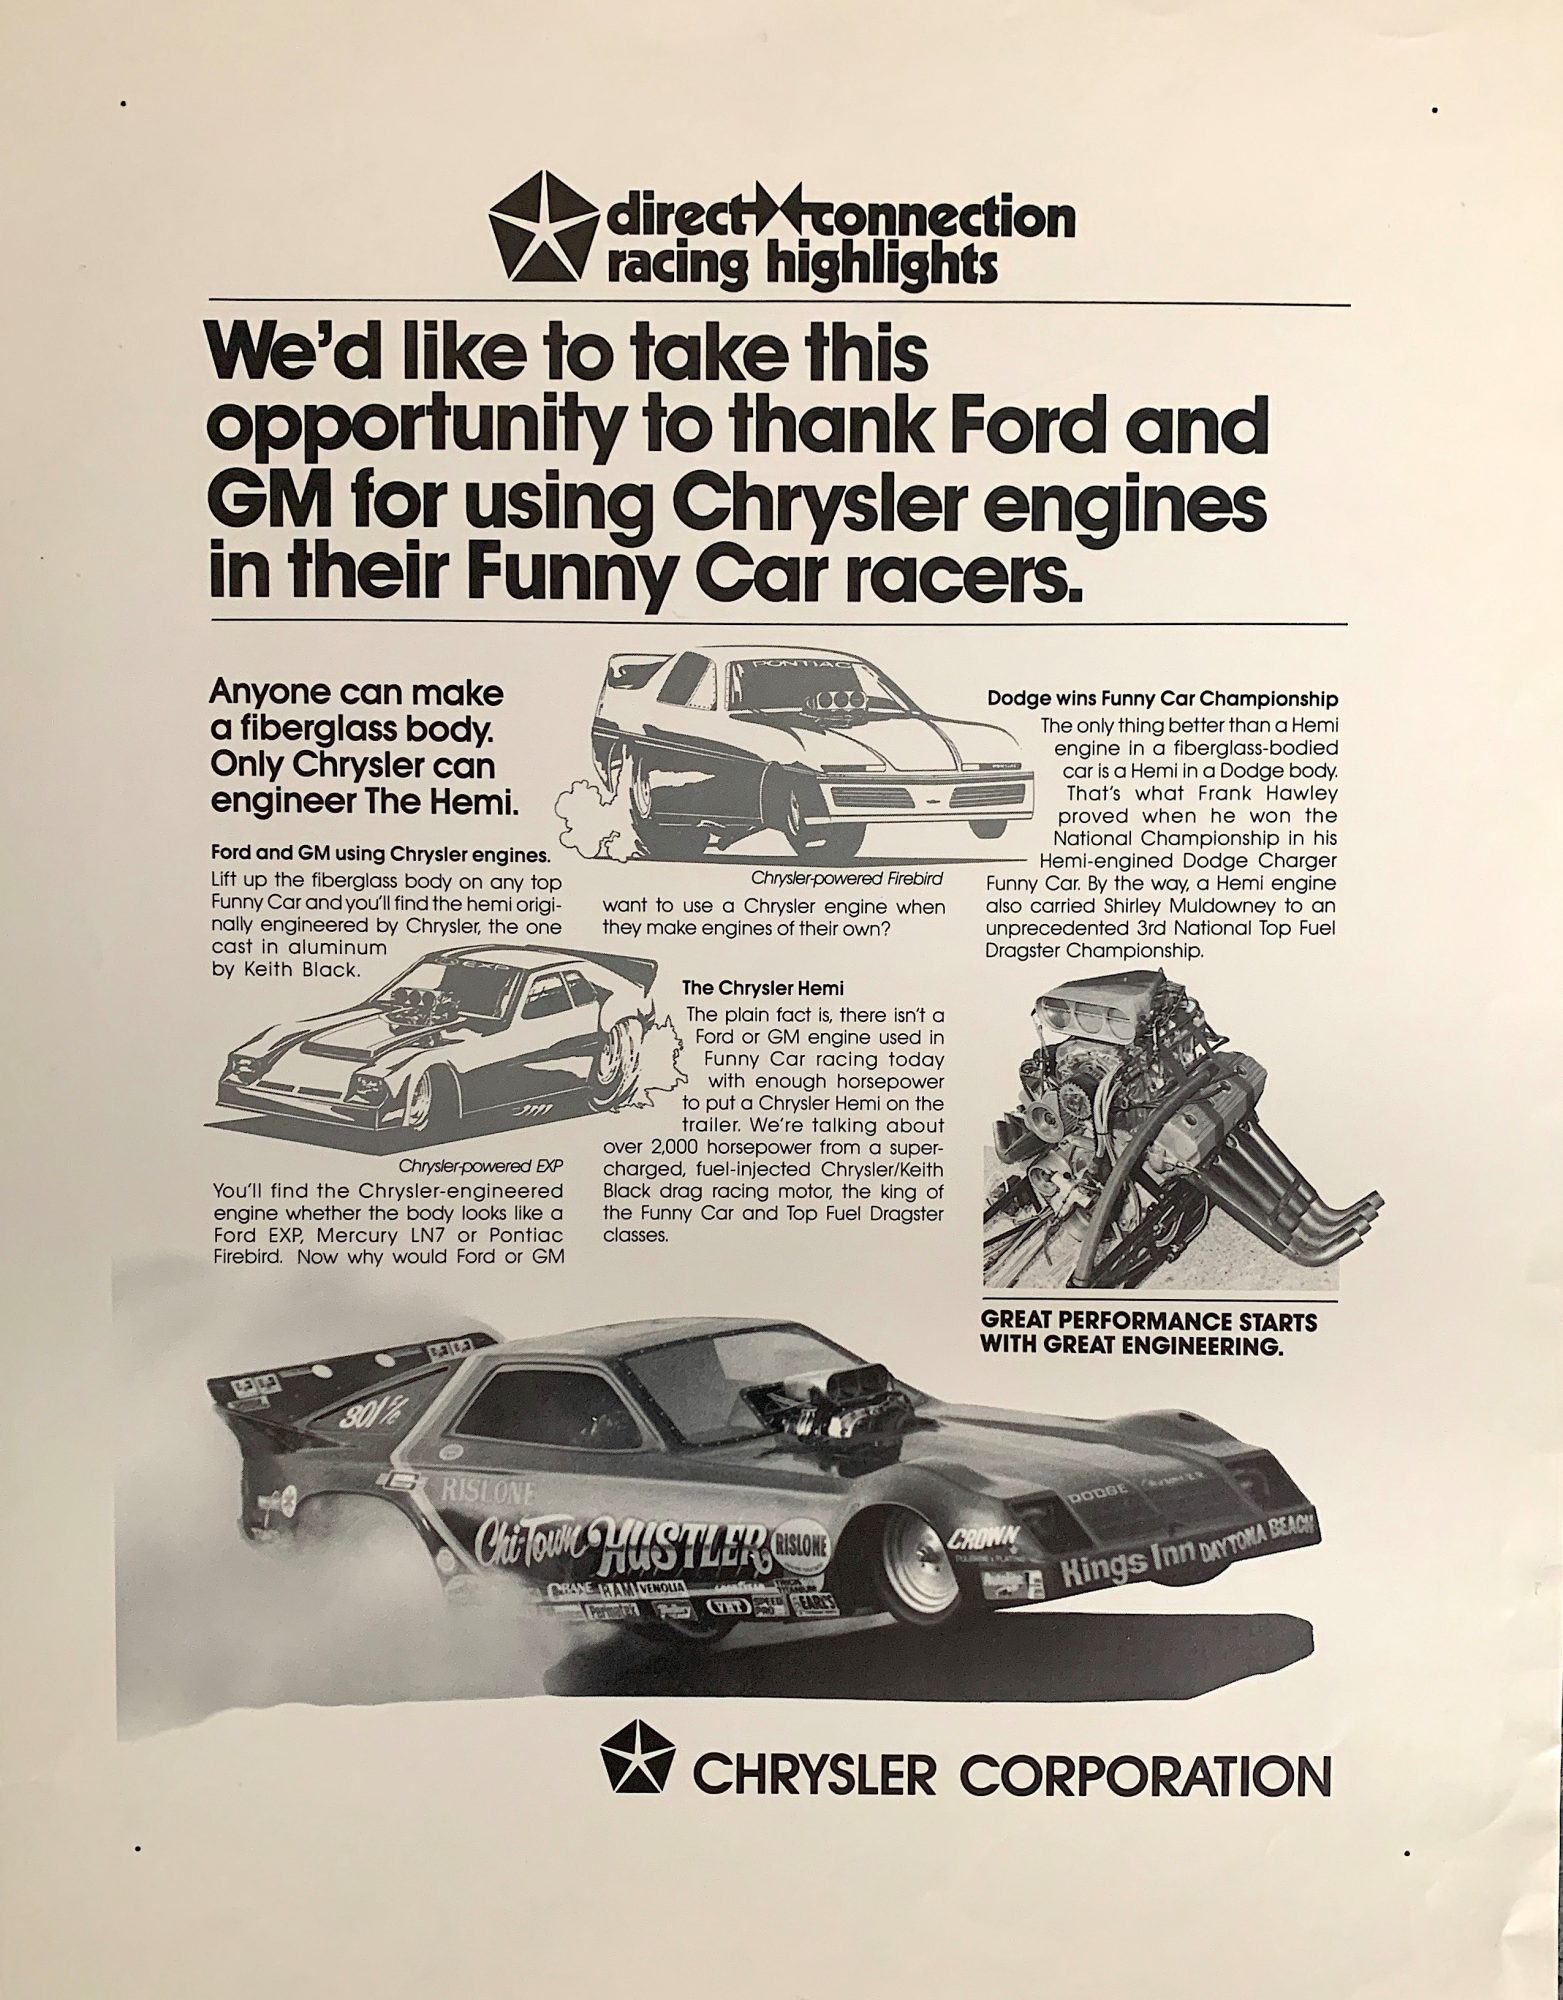 direct connection
racing highlights
We'd like to take this
opportunity to thank Ford and
GM for using Chrysler engines
in their Funny Car racers.
Anyone can make
a fiberglass body.
Only Chrysler can
engineer The Hemi.
Ford and GM using Chrysler engines.
Lift up the fiberglass body on any top
Funny Car and you'll find the hemi origi-
nally engineered by Chrysler, the one
cast in aluminum
by Keith Black.
EXP
Chrysler-powered EXP
You'll find the Chrysler-engineered
engine whether the body looks like a
Ford EXP, Mercury LN7 or Pontiac
Firebird. Now why would Ford or GM
PONTIAC
Chrysler-powered Firebird
want to use a Chrysler engine when
they make engines of their own?
The Chrysler Hemi
The plain fact is, there isn't a
Ford or GM engine used in
Funny Car racing today
with enough horsepower
to put a Chrysler Hemi on the
trailer. We're talking about
over 2,000 horsepower from a super-
charged, fuel-injected Chrysler/Keith
Black drag racing motor, the king of
the Funny Car and Top Fuel Dragster
classes.
Dodge wins Funny Car Championship
The only thing better than a Hemi
engine in a fiberglass-bodied
car is a Hemi in a Dodge body.
That's what Frank Hawley
proved when he won the
National Championship in his
Hemi-engined Dodge Charger
Funny Car. By the way, a Hemi engine
also carried Shirley Muldowney to an
unprecedented 3rd National Top Fuel
Dragster Championship.
GREAT PERFORMANCE STARTS
WITH GREAT ENGINEERING.
301 F/C
RISLONE
Chi-Town HUSTLER RISLONE
CRANE RAM VENOLIA
SPEED PRO EARL'S
DODGE
CROWN
Autolite
Kings Inn DAYTONA BEACH
CHRYSLER CORPORATION